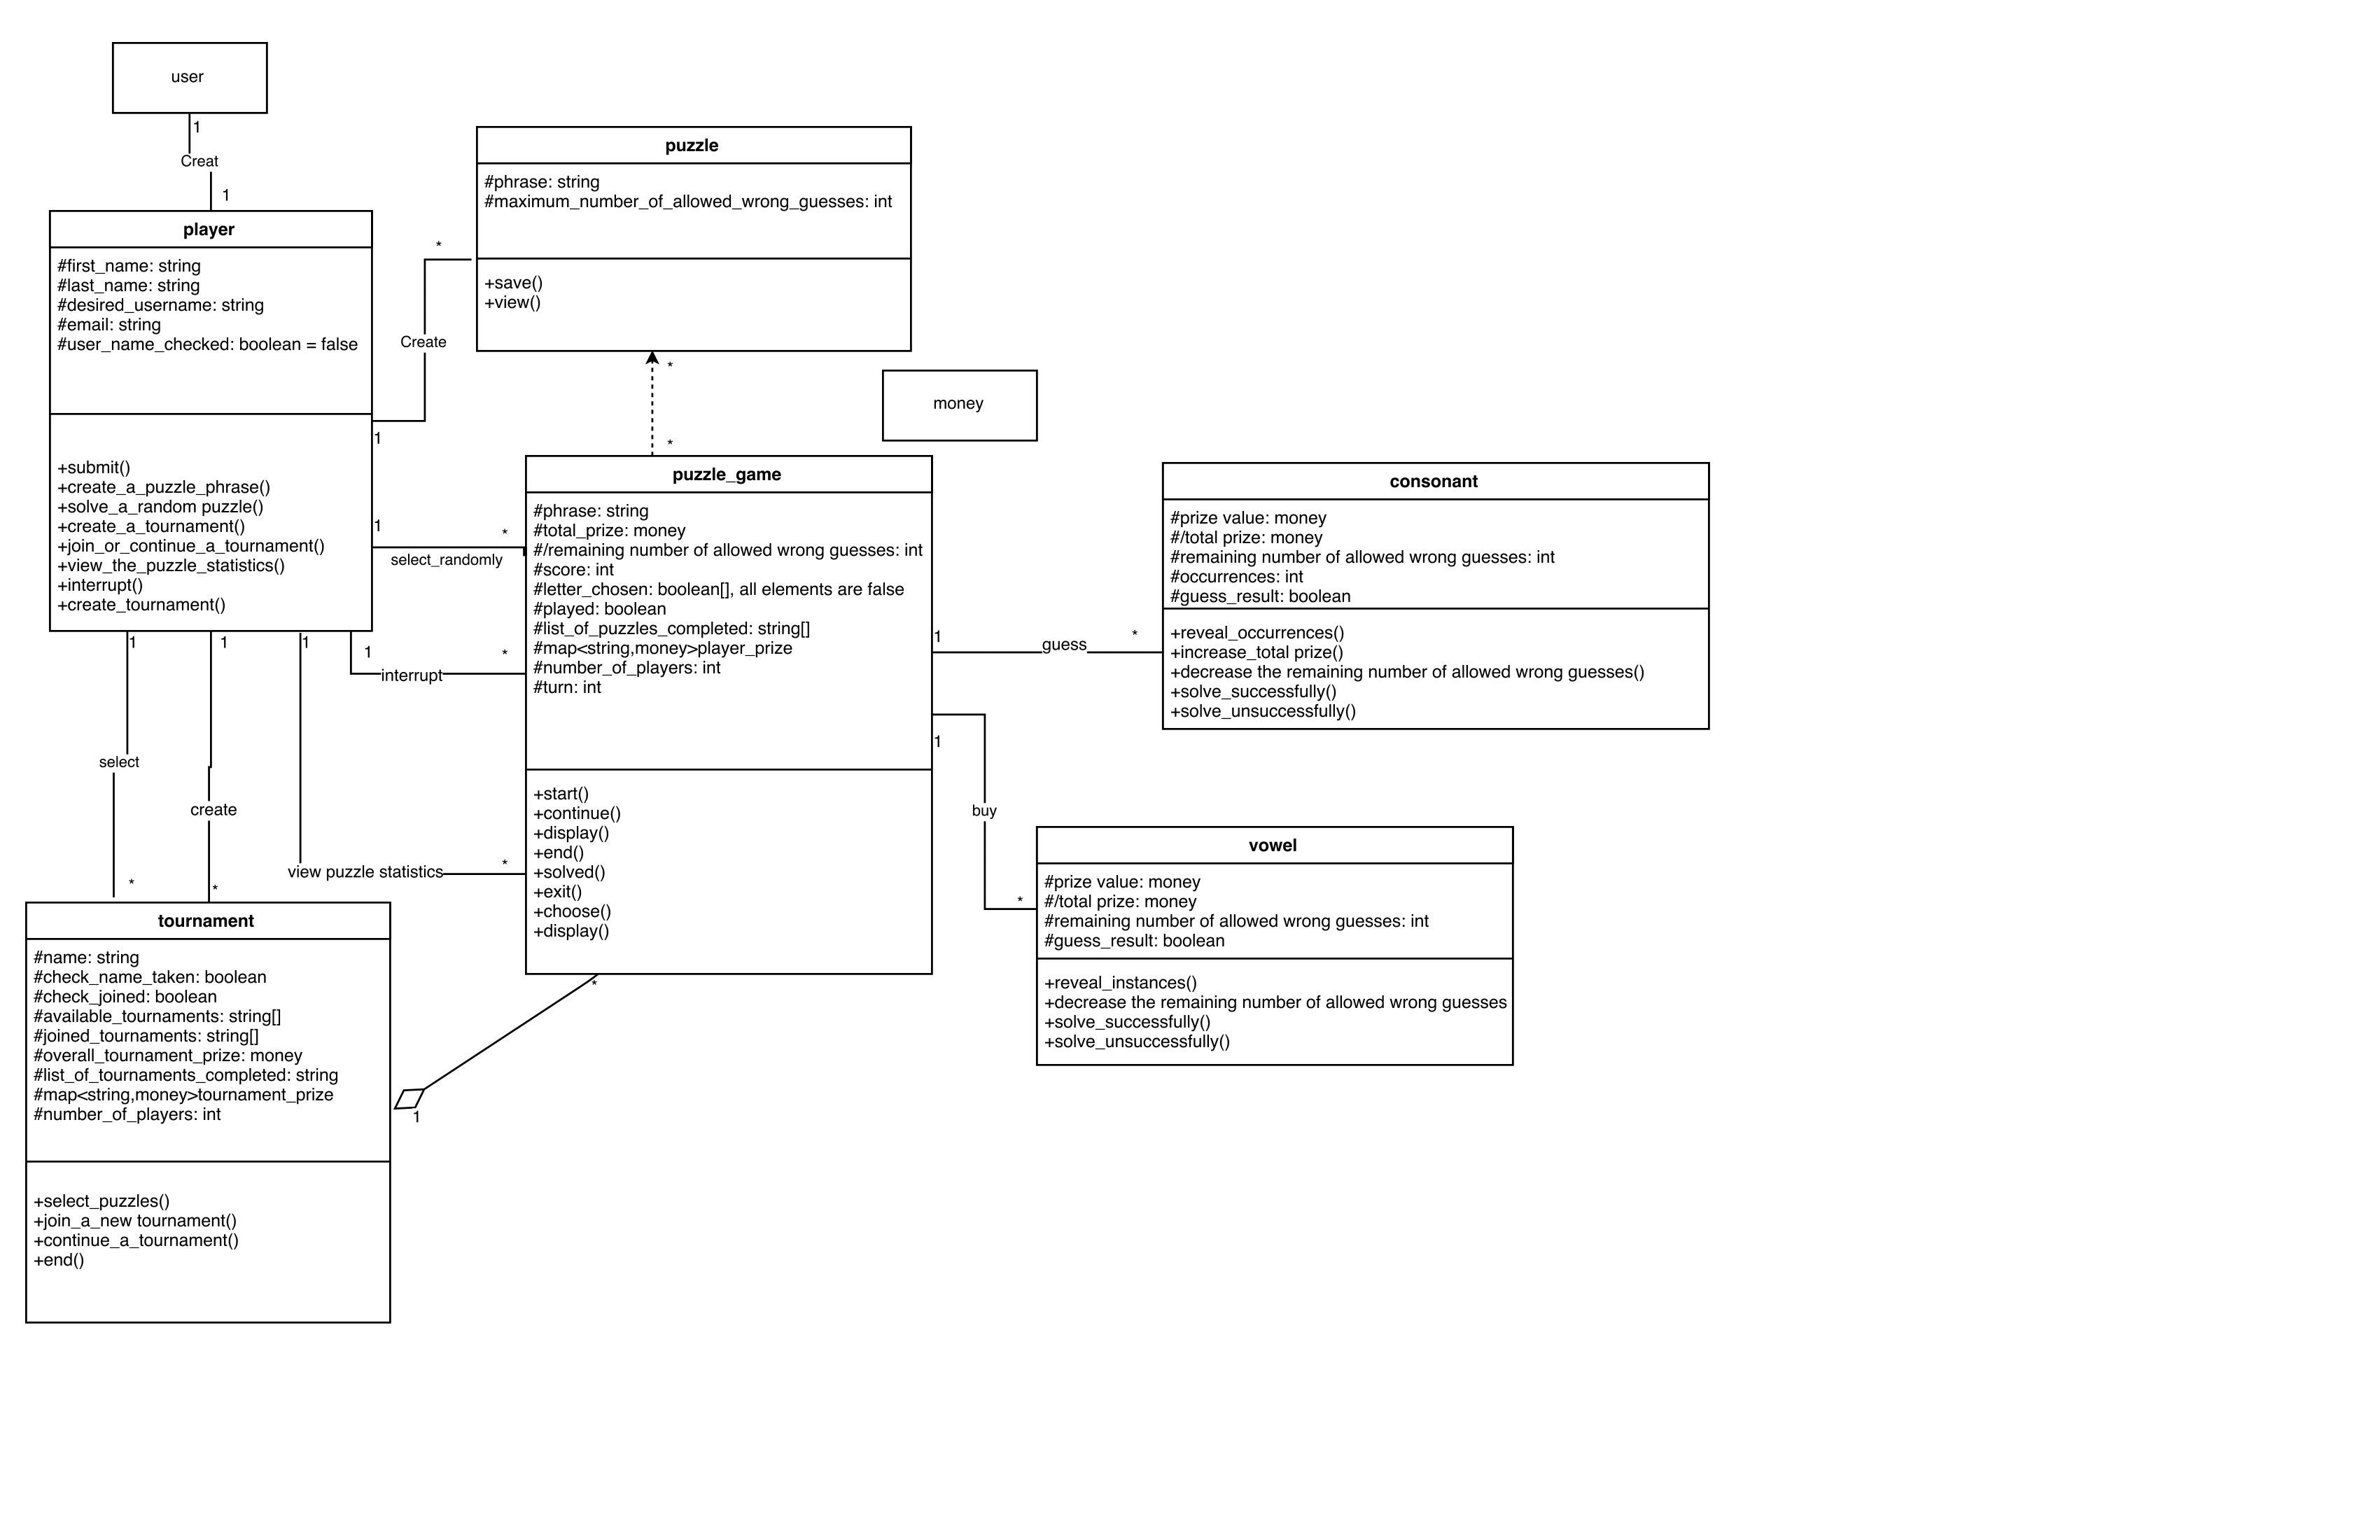 user
1
Creat
1
player
#first_name: string
#last_name: string
#desired_username: string
#email: string
#user_name_checked: boolean = false
+submit()
+create_a_puzzle_phrase()
+solve_a_random puzzle()
+create_a_tournament()
+join_or_continue_a_tournament()
+view_the_puzzle_statistics()
+interrupt()
+create_tournament()
*
Create
1
puzzle
#phrase: string
#maximum_number_of_allowed_wrong_guesses: int
+save()
+view()
*
*
money
1
*
select_randomly
1
*
interrupt
puzzle_game
#phrase: string
#total_prize: money
#/remaining number of allowed wrong guesses: int
#score: int
#letter_chosen: boolean[], all elements are false
#played: boolean
#list_of_puzzles_completed: string[]
#map<string,money>player_prize
#number_of_players: int
#turn: int
+start()
+continue()
+display()
+end()
+solved()
+exit()
+choose()
+display()
1
guess
*
consonant
#prize value: money
#/total prize: money
#remaining number of allowed wrong guesses: int
#occurrences: int
#guess_result: boolean
+reveal_occurrences()
+increase_total prize()
+decrease the remaining number of allowed wrong guesses()
+solve_successfully()
+solve_unsuccessfully()
1
buy
*
vowel
#prize value: money
#/total prize: money
#remaining number of allowed wrong guesses: int
#guess_result: boolean
+reveal_instances()
+decrease the remaining number of allowed wrong guesses
+solve_successfully()
+solve_unsuccessfully()
1
select
*
1
create
*
1
view puzzle statistics
*
tournament
#name: string
#check_name_taken: boolean
#check_joined: boolean
#available_tournaments: string[]
#joined_tournaments: string[]
#overall_tournament_prize: money
#list_of_tournaments_completed: string
#map<string,money>tournament_prize
#number_of_players: int
+select_puzzles()
+join_a_new tournament()
+continue_a_tournament()
+end()
*
1